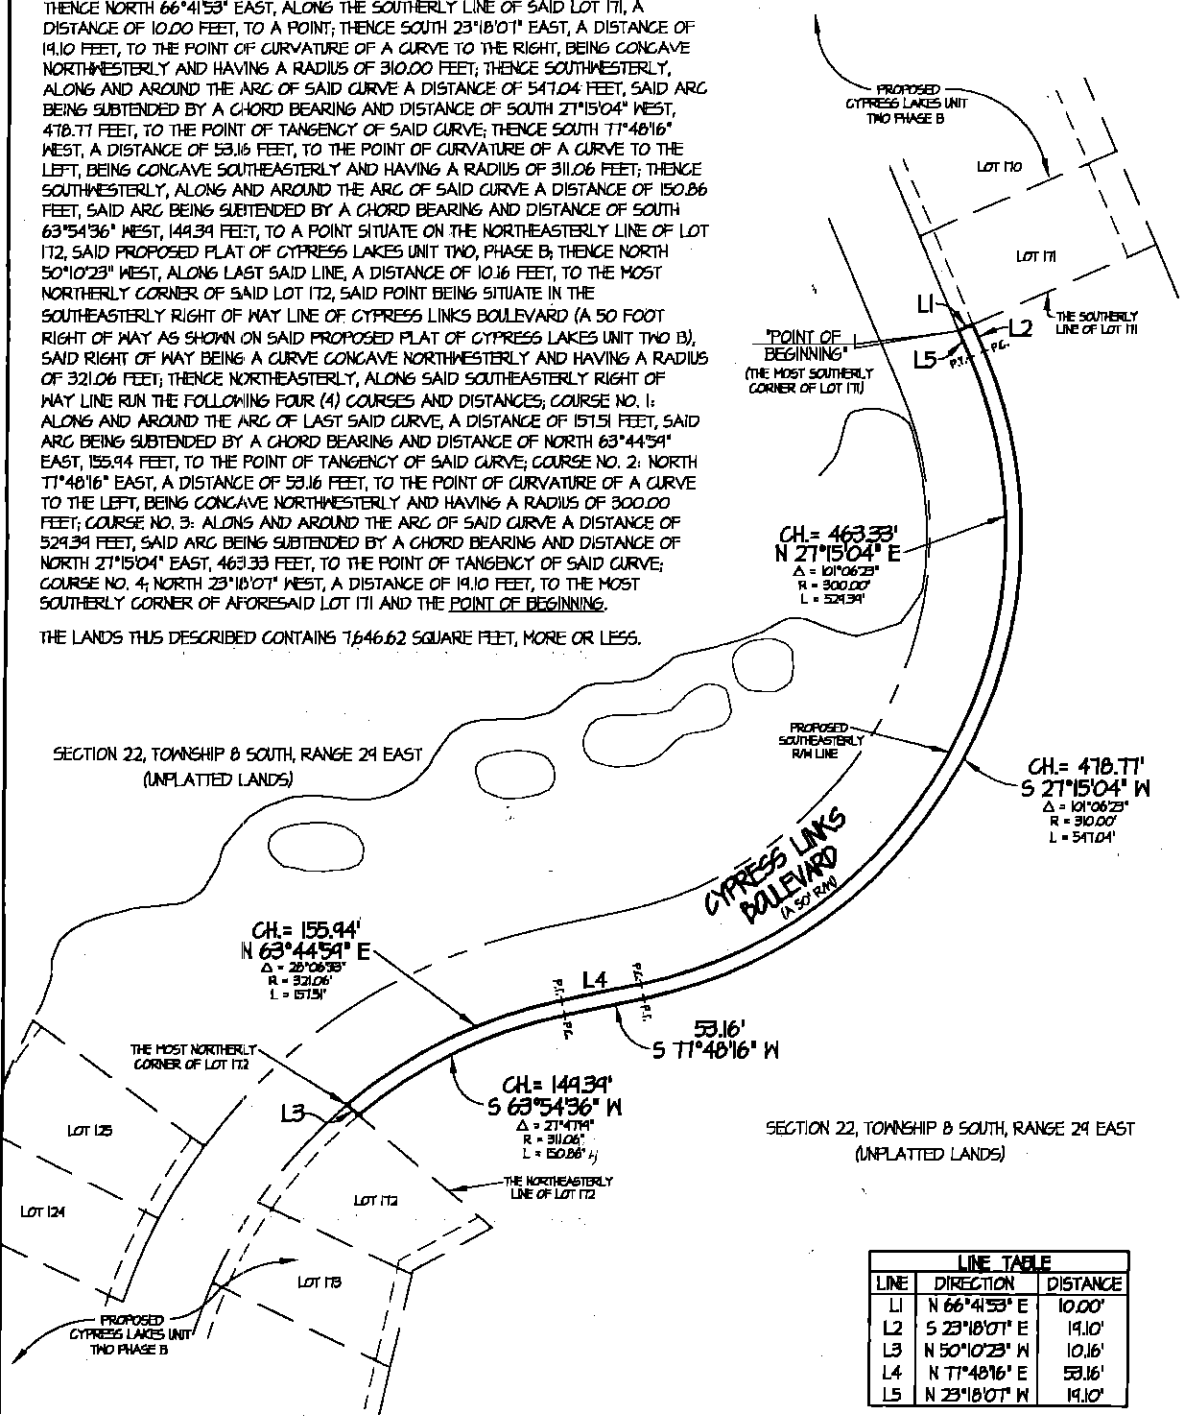 THENCE NORTH 66°41'53" EAST, ALONG THE SOUTHERLY LINE OF SAID LOT 171, A
DISTANCE OF 10.00 FEET, TO A POINT; THENCE SOUTH 23°18'07" EAST, A DISTANCE OF
19.10 FEET, TO THE POINT OF CURVATURE OF A CURVE TO THE RIGHT, BEING CONCAVE
NORTHWESTERLY AND HAVING A RADIUS OF 310.00 FEET; THENCE SOUTHWESTERLY,
ALONG AND AROUND THE ARC OF SAID CURVE A DISTANCE OF 547.04 FEET, SAID ARC
BEING SUBTENDED BY A CHORD BEARING AND DISTANCE OF SOUTH 27°15'04" WEST,
478.77 FEET, TO THE POINT OF TANGENCY OF SAID CURVE; THENCE SOUTH 77°48'16"
WEST, A DISTANCE OF 53.16 FEET, TO THE POINT OF CURVATURE OF A CURVE TO THE
LEFT, BEING CONCAVE SOUTHEASTERLY AND HAVING A RADIUS OF 311.06 FEET; THENCE
SOUTHWESTERLY, ALONG AND AROUND THE ARC OF SAID CURVE A DISTANCE OF 150.86
FEET, SAID ARC BEING SUBTENDED BY A CHORD BEARING AND DISTANCE OF SOUTH
63°54'36" WEST, 149.39 FEET, TO A POINT SITUATE ON THE NORTHEASTERLY LINE OF LOT
172, SAID PROPOSED PLAT OF CYPRESS LAKES UNIT TWO, PHASE B; THENCE NORTH
50°10'23" WEST, ALONG LAST SAID LINE, A DISTANCE OF 10.16 FEET, TO THE MOST
NORTHERLY CORNER OF SAID LOT 172, SAID POINT BEING SITUATE IN THE
SOUTHEASTERLY RIGHT OF WAY LINE OF CYPRESS LINKS BOULEVARD (A 50 FOOT
RIGHT OF WAY AS SHOWN ON SAID PROPOSED PLAT OF CYPRESS LAKES UNIT TWO B),
SAID RIGHT OF WAY BEING A CURVE CONCAVE NORTHWESTERLY AND HAVING A RADIUS
OF 321.06 FEET; THENCE NORTHEASTERLY, ALONG SAID SOUTHEASTERLY RIGHT OF
WAY LINE RUN THE FOLLOWING FOUR (4) COURSES AND DISTANCES; COURSE NO. 1:
ALONG AND AROUND THE ARC OF LAST SAID CURVE, A DISTANCE OF 157.51 FEET, SAID
ARC BEING SUBTENDED BY A CHORD BEARING AND DISTANCE OF NORTH 63°44'59"
EAST, 155.94 FEET, TO THE POINT OF TANGENCY OF SAID CURVE; COURSE NO. 2: NORTH
77°48'16" EAST, A DISTANCE OF 53.16 FEET, TO THE POINT OF CURVATURE OF A CURVE
TO THE LEFT, BEING CONCAVE NORTHWESTERLY AND HAVING A RADIUS OF 300.00
FEET; COURSE NO. 3: ALONG AND AROUND THE ARC OF SAID CURVE A DISTANCE OF
529.39 FEET, SAID ARC BEING SUBTENDED BY A CHORD BEARING AND DISTANCE OF
NORTH 27°15'04" EAST, 463.33 FEET, TO THE POINT OF TANGENCY OF SAID CURVE;
COURSE NO. 4; NORTH 23°18'07" WEST, A DISTANCE OF 19.10 FEET, TO THE MOST
SOUTHERLY CORNER OF AFORESAID LOT 171 AND THE POINT OF BEGINNING.
THE LANDS THUS DESCRIBED CONTAINS 7,646.62 SQUARE FEET, MORE OR LESS.
PROPOSED
CYPRESS LAKES UNIT
TWO PHASE B
LOT 170
LOT 171
L1
L2
THE SOUTHERLY
LINE OF LOT 171
"POINT OF
BEGINNING"
(THE MOST SOUTHERLY
CORNER OF LOT 171)
L5
P.T.
P.C.
CH.= 463.33'
N 27°15'04" E
Δ = 101°06'23"
R = 300.00'
L = 529.39'
PROPOSED
SOUTHEASTERLY
R/W LINE
SECTION 22, TOWNSHIP 8 SOUTH, RANGE 29 EAST
(UNPLATTED LANDS)
CH.= 478.77'
S 27°15'04" W
Δ = 101°06'23"
R = 310.00'
L = 547.04'
CYPRESS LINKS
BOULEVARD
(A 50' R/W)
CH.= 155.94'
N 63°44'59" E
Δ = 28°06'33"
R = 321.06'
L = 157.51'
P.T.
P.C.
L4
P.C.
P.T.
53.16'
S 77°48'16" W
THE MOST NORTHERLY
CORNER OF LOT 172
L3
CH.= 149.39'
S 63°54'36" W
Δ = 27°47'19"
R = 311.06'
L = 150.86'
SECTION 22, TOWNSHIP 8 SOUTH, RANGE 29 EAST
(UNPLATTED LANDS)
THE NORTHEASTERLY
LINE OF LOT 172
LOT 125
LOT 124
LOT 172
LOT 173
PROPOSED
CYPRESS LAKES UNIT
TWO PHASE B
LINE TABLE
LINE DIRECTION DISTANCE
L1 N 66°41'53" E 10.00'
L2 S 23°18'07" E 19.10'
L3 N 50°10'23" W 10.16'
L4 N 77°48'16" E 53.16'
L5 N 23°18'07" W 19.10'